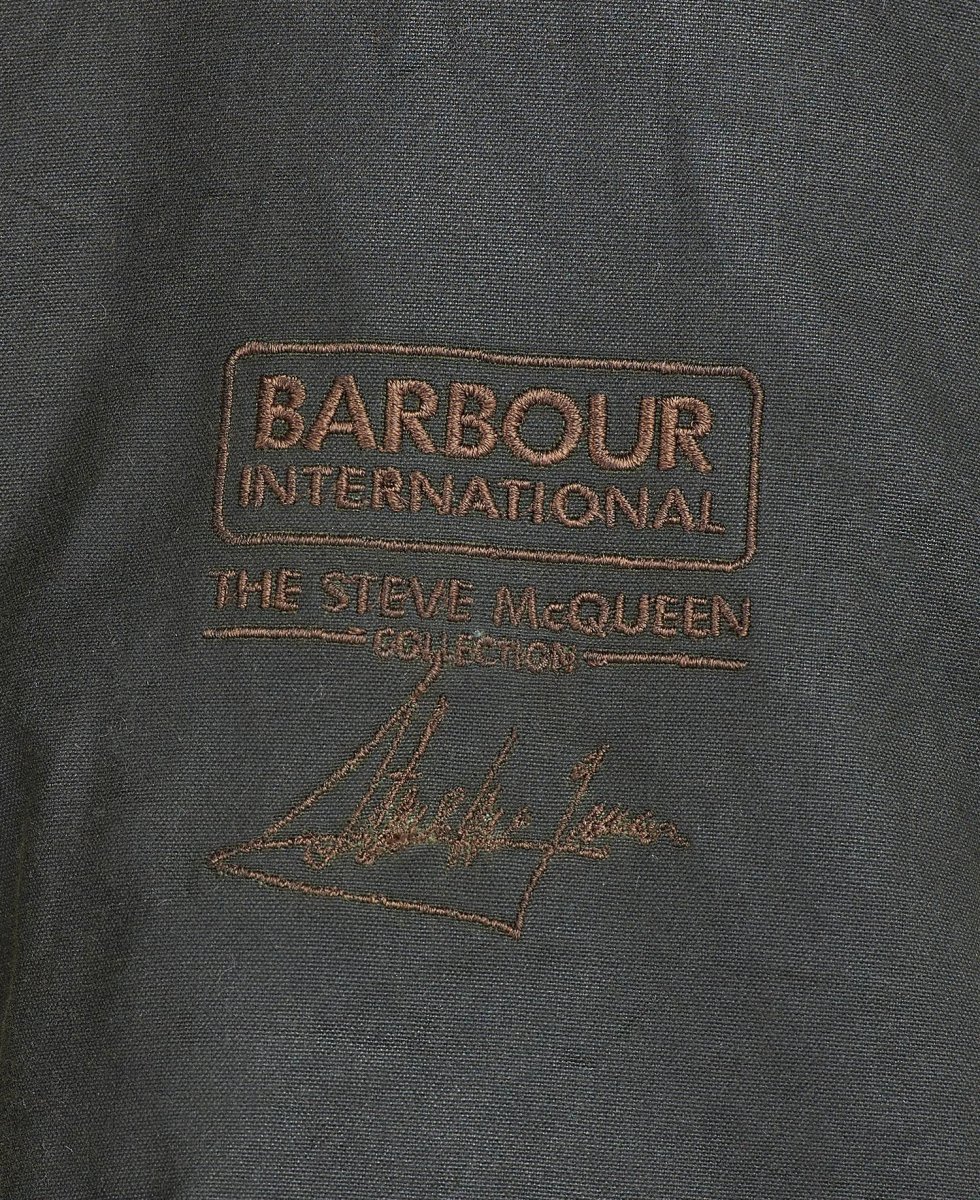 BARBOUR
INTERNATIONAL
THE STEVE McQUEEN
COLLECTION